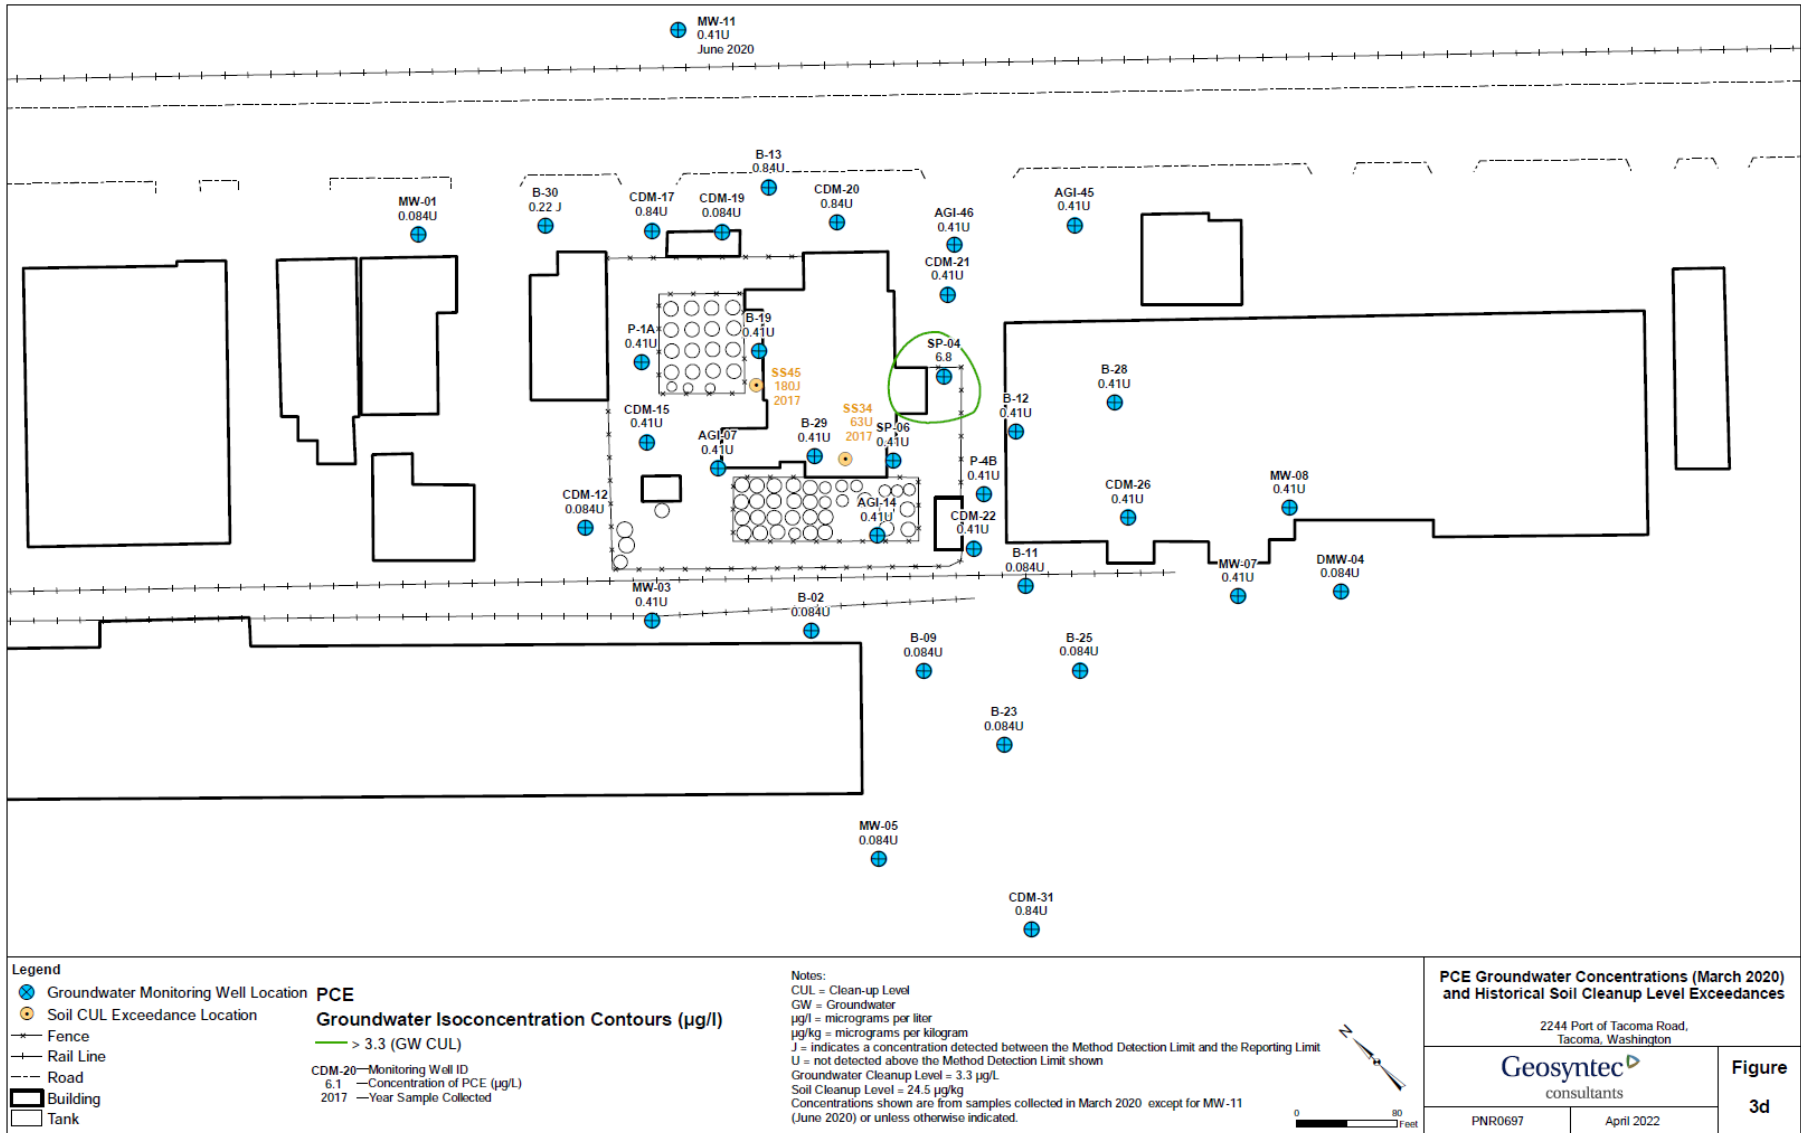 MW-11
0.41U
June 2020
B-13
0.84U
MW-01
0.084U
B-30
0.22 J
CDM-17
0.84U
CDM-19
0.084U
CDM-20
0.84U
AGI-46
0.41U
AGI-45
0.41U
CDM-21
0.41U
P-1A
0.41U
B-19
0.41U
SP-04
6.8
SS45
180J
2017
B-28
0.41U
B-12
0.41U
CDM-15
0.41U
AGI-07
0.41U
B-29
0.41U
SS34
63U
2017
SP-06
0.41U
P-4B
0.41U
CDM-12
0.084U
AGI-14
0.41U
CDM-22
0.41U
CDM-26
0.41U
MW-08
0.41U
B-11
0.084U
MW-07
0.41U
DMW-04
0.084U
MW-03
0.41U
B-02
0.084U
B-09
0.084U
B-25
0.084U
B-23
0.084U
MW-05
0.084U
CDM-31
0.84U
Legend
Groundwater Monitoring Well Location
Soil CUL Exceedance Location
Fence
Rail Line
Road
Building
Tank
PCE
Groundwater Isoconcentration Contours (µg/l)
> 3.3 (GW CUL)
CDM-20 Monitoring Well ID
6.1 Concentration of PCE (µg/L)
2017 Year Sample Collected
Notes:
CUL = Clean-up Level
GW = Groundwater
µg/l = micrograms per liter
µg/kg = micrograms per kilogram
J = indicates a concentration detected between the Method Detection Limit and the Reporting Limit
U = not detected above the Method Detection Limit shown
Groundwater Cleanup Level = 3.3 µg/L
Soil Cleanup Level = 24.5 µg/kg
Concentrations shown are from samples collected in March 2020 except for MW-11
(June 2020) or unless otherwise indicated.
N
0 80
Feet
PCE Groundwater Concentrations (March 2020)
and Historical Soil Cleanup Level Exceedances
2244 Port of Tacoma Road,
Tacoma, Washington
Geosyntec
consultants
PNR0697
April 2022
Figure
3d